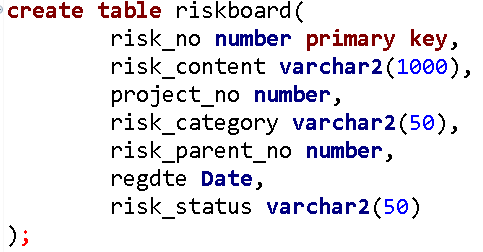 create table riskboard(
risk_no number primary key,
risk_content varchar2(1000),
project_no number,
risk_category varchar2(50),
risk_parent_no number,
regdte Date,
risk_status varchar2(50)
);